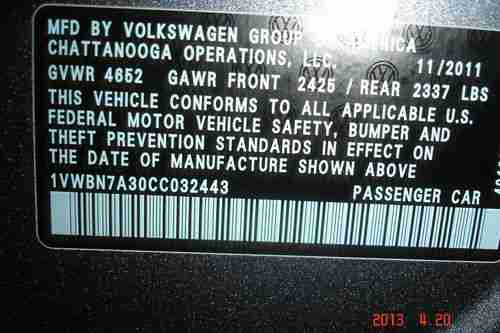 MFD BY VOLKSWAGEN GROUP OF AMERICA
CHATTANOOGA OPERATIONS, LLC. 11/2011
GVWR 4652 GAWR FRONT 2425 / REAR 2337 LBS
THIS VEHICLE CONFORMS TO ALL APPLICABLE U.S.
FEDERAL MOTOR VEHICLE SAFETY, BUMPER AND
THEFT PREVENTION STANDARDS IN EFFECT ON
THE DATE OF MANUFACTURE SHOWN ABOVE
1VWBN7A30CC032443 PASSENGER CAR
2013 4 20